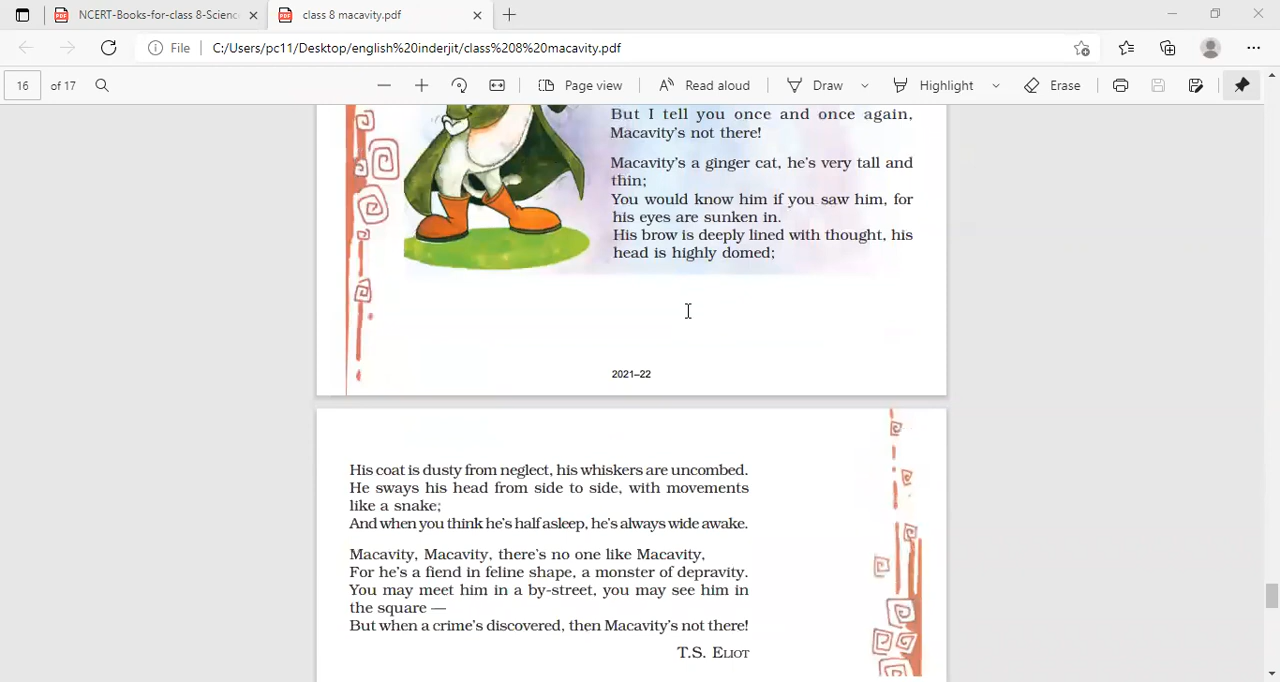 NCERT-Books-for-class 8-Science
class 8 macavity.pdf
File
C:/Users/pc11/Desktop/english%20inderjit/class%208%20macavity.pdf
16 of 17
Page view
Read aloud
Draw
Highlight
Erase
But I tell you once and once again,
Macavity's not there!
Macavity's a ginger cat, he's very tall and
thin;
You would know him if you saw him, for
his eyes are sunken in.
His brow is deeply lined with thought, his
head is highly domed;
2021–22
His coat is dusty from neglect, his whiskers are uncombed.
He sways his head from side to side, with movements
like a snake;
And when you think he's half asleep, he's always wide awake.
Macavity, Macavity, there's no one like Macavity,
For he's a fiend in feline shape, a monster of depravity.
You may meet him in a by-street, you may see him in
the square —
But when a crime's discovered, then Macavity's not there!
T.S. ELIOT